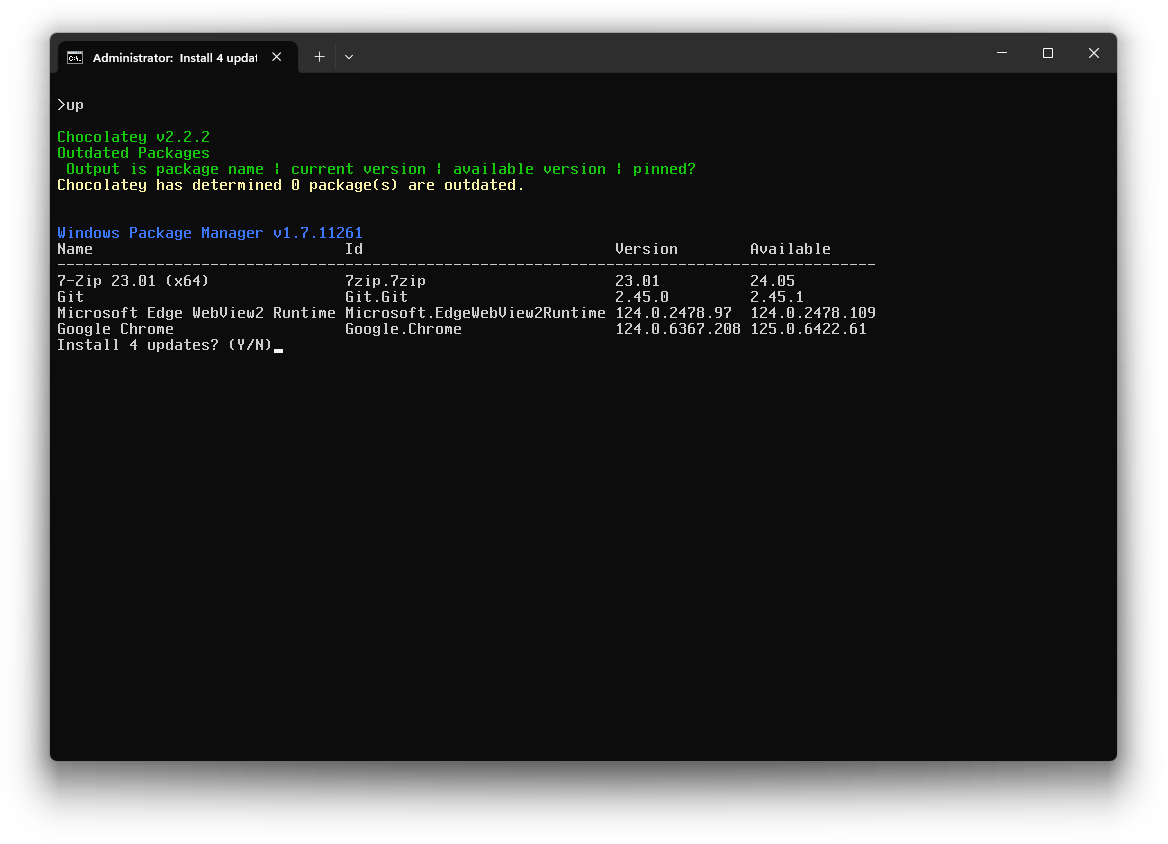 Administrator: Install 4 updat
>up
Chocolatey v2.2.2
Outdated Packages
 Output is package name ¦ current version ¦ available version ¦ pinned?
Chocolatey has determined 0 package(s) are outdated.
Windows Package Manager v1.7.11261
Name Id Version Available
-------------------------------------------------------------------------------------------
7-Zip 23.01 (x64) 7zip.7zip 23.01 24.05
Git Git.Git 2.45.0 2.45.1
Microsoft Edge WebView2 Runtime Microsoft.EdgeWebView2Runtime 124.0.2478.97 124.0.2478.109
Google Chrome Google.Chrome 124.0.6367.208 125.0.6422.61
Install 4 updates? (Y/N)